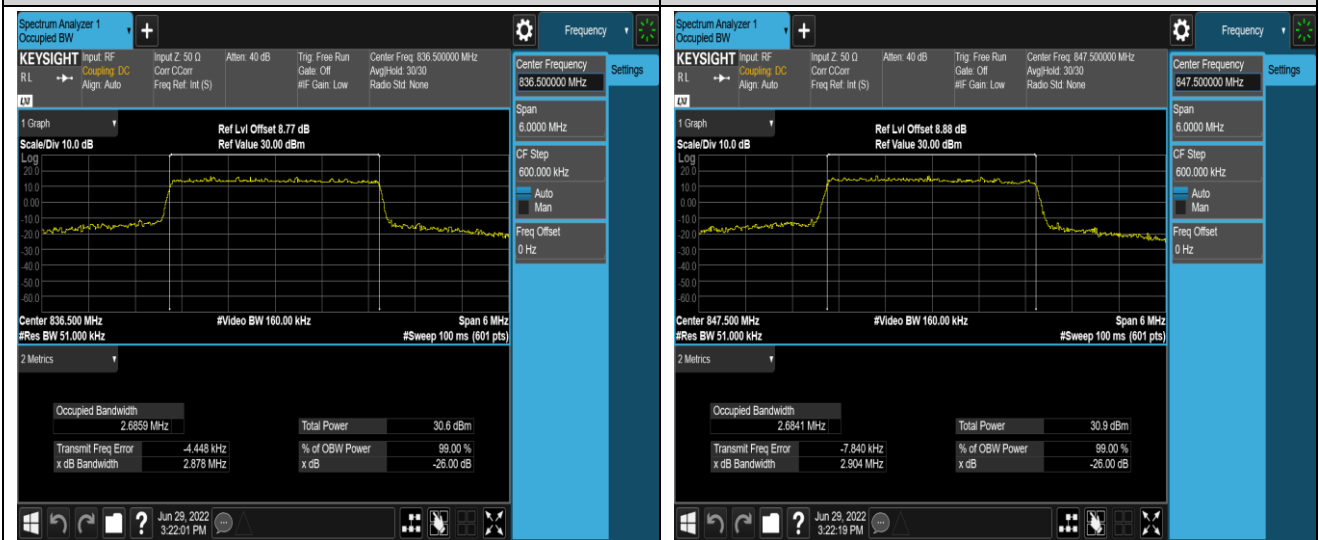 Spectrum Analyzer 1
Occupied BW
Frequency
KEYSIGHT
R L
LXI
Input: RF
Coupling: DC
Align: Auto
Input Z: 50 Ω
Corr CCorr
Freq Ref: Int (S)
Atten: 40 dB
Trig: Free Run
Gate: Off
#IF Gain: Low
Center Freq: 836.500000 MHz
Avg|Hold: 30/30
Radio Std: None
Center Frequency
836.500000 MHz
Settings
Span
6.0000 MHz
CF Step
600.000 kHz
Auto
Man
Freq Offset
0 Hz
1 Graph
Scale/Div 10.0 dB
Ref Lvl Offset 8.77 dB
Ref Value 30.00 dBm
Log
20.0
10.0
0.00
-10.0
-20.0
-30.0
-40.0
-50.0
-60.0
Center 836.500 MHz
#Res BW 51.000 kHz
#Video BW 160.00 kHz
Span 6 MHz
#Sweep 100 ms (601 pts)
2 Metrics
Occupied Bandwidth
2.6859 MHz
Total Power 30.6 dBm
Transmit Freq Error -4.448 kHz
% of OBW Power 99.00 %
x dB Bandwidth 2.878 MHz
x dB -26.00 dB
?
Jun 29, 2022
3:22:01 PM
Spectrum Analyzer 1
Occupied BW
Frequency
KEYSIGHT
R L
LXI
Input: RF
Coupling: DC
Align: Auto
Input Z: 50 Ω
Corr CCorr
Freq Ref: Int (S)
Atten: 40 dB
Trig: Free Run
Gate: Off
#IF Gain: Low
Center Freq: 847.500000 MHz
Avg|Hold: 30/30
Radio Std: None
Center Frequency
847.500000 MHz
Settings
Span
6.0000 MHz
CF Step
600.000 kHz
Auto
Man
Freq Offset
0 Hz
1 Graph
Scale/Div 10.0 dB
Ref Lvl Offset 8.88 dB
Ref Value 30.00 dBm
Log
20.0
10.0
0.00
-10.0
-20.0
-30.0
-40.0
-50.0
-60.0
Center 847.500 MHz
#Res BW 51.000 kHz
#Video BW 160.00 kHz
Span 6 MHz
#Sweep 100 ms (601 pts)
2 Metrics
Occupied Bandwidth
2.6841 MHz
Total Power 30.9 dBm
Transmit Freq Error -7.840 kHz
% of OBW Power 99.00 %
x dB Bandwidth 2.904 MHz
x dB -26.00 dB
?
Jun 29, 2022
3:22:19 PM